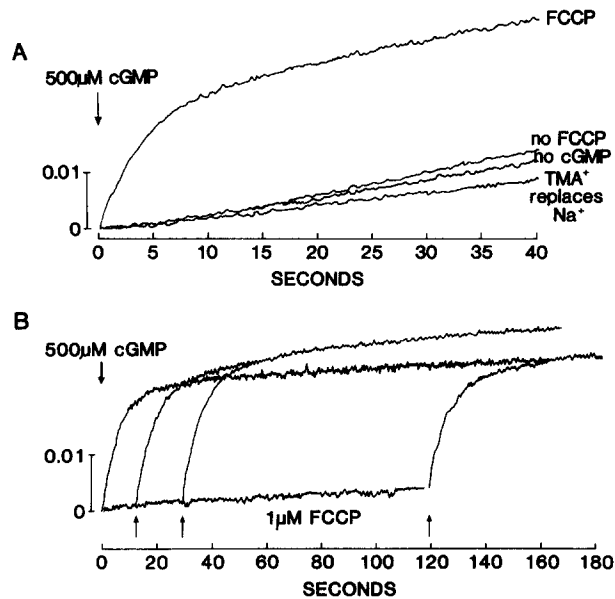 A
500µM cGMP
FCCP
no FCCP
no cGMP
TMA⁺
replaces
Na⁺
0.01
0
0 5 10 15 20 25 30 35 40
SECONDS
B
500µM cGMP
0.01
0
1µM FCCP
0 20 40 60 80 100 120 140 160 180
SECONDS